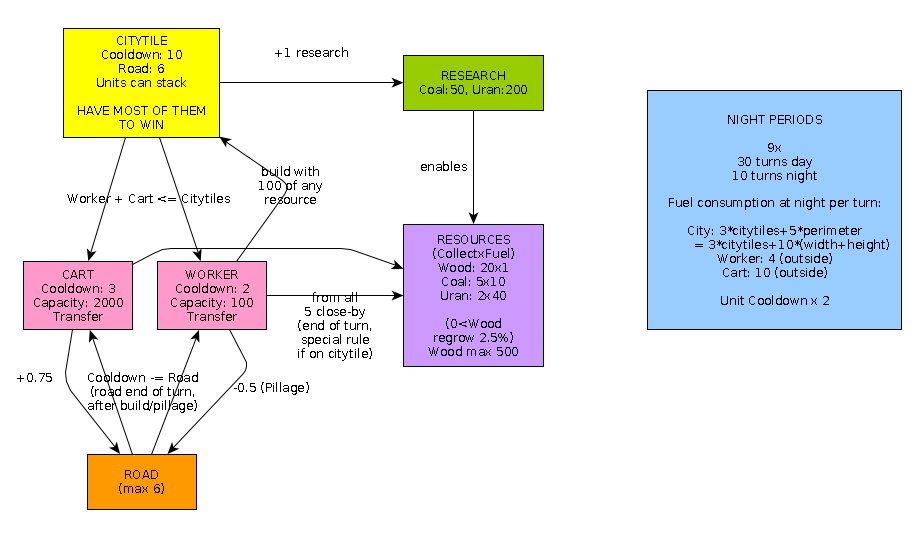 CITYTILE
Cooldown: 10
Road: 6
Units can stack
HAVE MOST OF THEM
TO WIN
+1 research
RESEARCH
Coal:50, Uran:200
enables
build with
100 of any
resource
Worker + Cart <= Citytiles
CART
Cooldown: 3
Capacity: 2000
Transfer
WORKER
Cooldown: 2
Capacity: 100
Transfer
from all
5 close-by
(end of turn,
special rule
if on citytile)
RESOURCES
(CollectxFuel)
Wood: 20x1
Coal: 5x10
Uran: 2x40
(0<Wood
regrow 2.5%)
Wood max 500
+0.75
Cooldown -= Road
(road end of turn,
after build/pillage)
-0.5 (Pillage)
ROAD
(max 6)
NIGHT PERIODS
9x
30 turns day
10 turns night
Fuel consumption at night per turn:
City: 3*citytiles+5*perimeter
= 3*citytiles+10*(width+height)
Worker: 4 (outside)
Cart: 10 (outside)
Unit Cooldown x 2